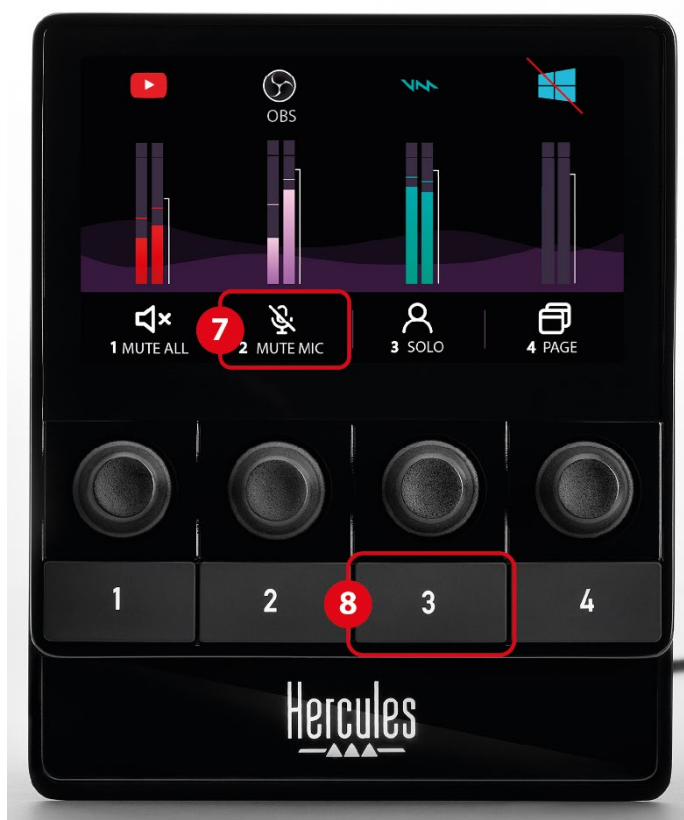 OBS
1 MUTE ALL
7
2 MUTE MIC
3 SOLO
4 PAGE
1
2
8
3
4
Hercules